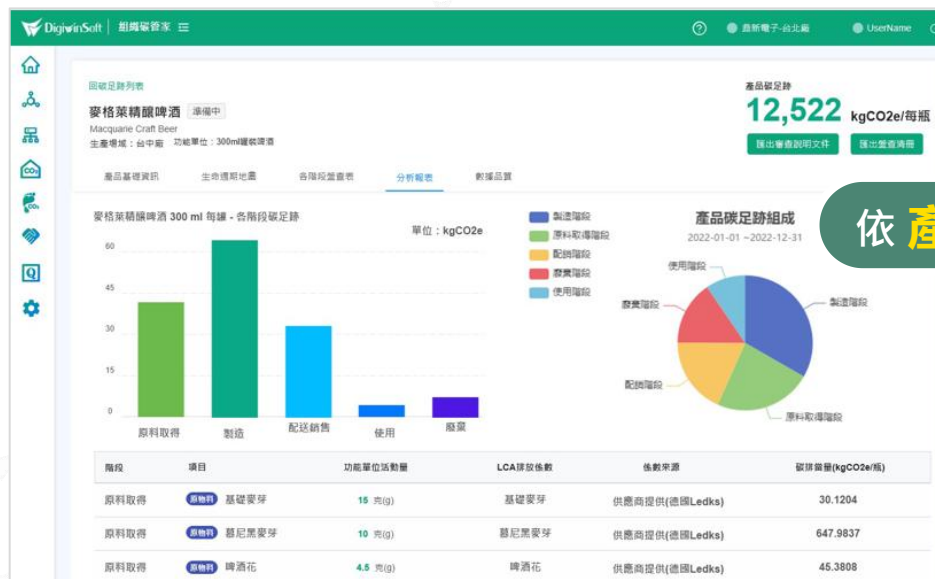 DigiwinSoft 組織碳管家
最新電子-台北廠 UserName
回碳足跡列表
麥格萊精釀啤酒 準備中
Macquarie Craft Beer
生產場域：台中廠 功能單位：300ml罐裝啤酒
產品碳足跡
12,522 kgCO2e/每瓶
匯出審查說明文件 匯出盤查清冊
產品基礎資訊 生命週期地圖 各階段盤查表 分析報表 數據品質
麥格萊精釀啤酒 300 ml 每罐 - 各階段碳足跡
單位：kgCO2e
60
45
30
15
0
原料取得 製造 配送銷售 使用 廢棄
製造階段
原料取得階段
配銷階段
廢棄階段
使用階段
產品碳足跡組成
2022-01-01 ~2022-12-31
使用階段
廢棄階段
製造階段
配銷階段
原料取得階段
依 產
階段 項目 功能單位活動量 LCA排放係數 係數來源 碳排當量(kgCO2e/瓶)
原料取得 原物料 基礎麥芽 15 克(g) 基礎麥芽 供應商提供(德國Ledks) 30.1204
原料取得 原物料 慕尼黑麥芽 10 克(g) 慕尼黑麥芽 供應商提供(德國Ledks) 647.9837
原料取得 原物料 啤酒花 4.5 克(g) 啤酒花 供應商提供(德國Ledks) 45.3808